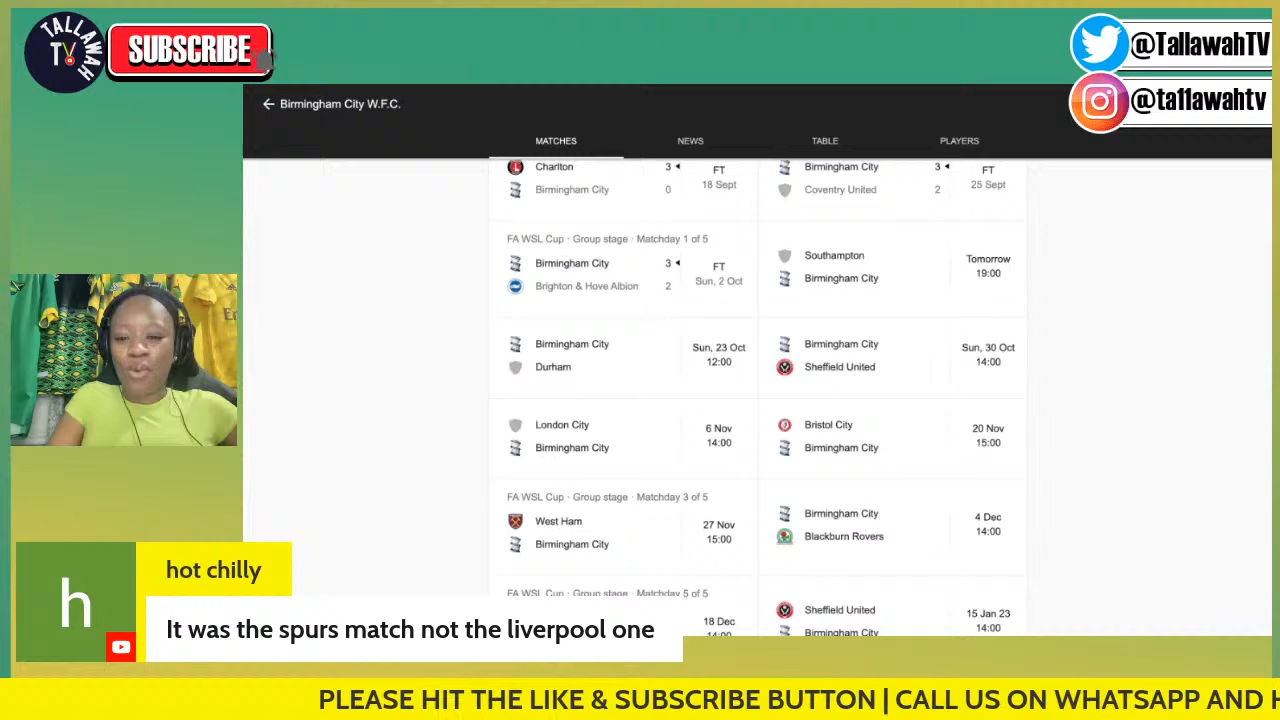 TALLAWAH
TV
SUBSCRIBE
@TallawahTV
@ta11awahtv
Birmingham City W.F.C.
MATCHES
NEWS
TABLE
PLAYERS
Charlton 3
Birmingham City 0
FT
18 Sept
Birmingham City 3
Coventry United 2
FT
25 Sept
FA WSL Cup · Group stage · Matchday 1 of 5
Birmingham City 3
Brighton & Hove Albion 2
FT
Sun, 2 Oct
Southampton
Birmingham City
Tomorrow
19:00
Birmingham City
Durham
Sun, 23 Oct
12:00
Birmingham City
Sheffield United
Sun, 30 Oct
14:00
London City
Birmingham City
6 Nov
14:00
Bristol City
Birmingham City
20 Nov
15:00
FA WSL Cup · Group stage · Matchday 3 of 5
West Ham
Birmingham City
27 Nov
15:00
Birmingham City
Blackburn Rovers
4 Dec
14:00
FA WSL Cup · Group stage · Matchday 5 of 5
18 Dec
14:00
Sheffield United
Birmingham City
15 Jan 23
14:00
h
hot chilly
It was the spurs match not the liverpool one
PLEASE HIT THE LIKE & SUBSCRIBE BUTTON | CALL US ON WHATSAPP AND H